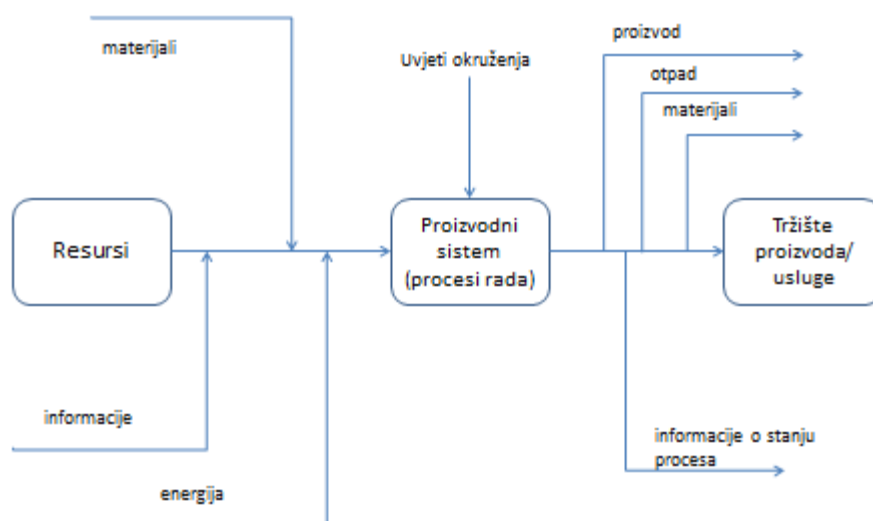 materijali
Uvjeti okruženja
proizvod
otpad
materijali
Resursi
Proizvodni
sistem
(procesi rada)
Tržište
proizvoda/
usluge
informacije
energija
informacije o stanju
procesa